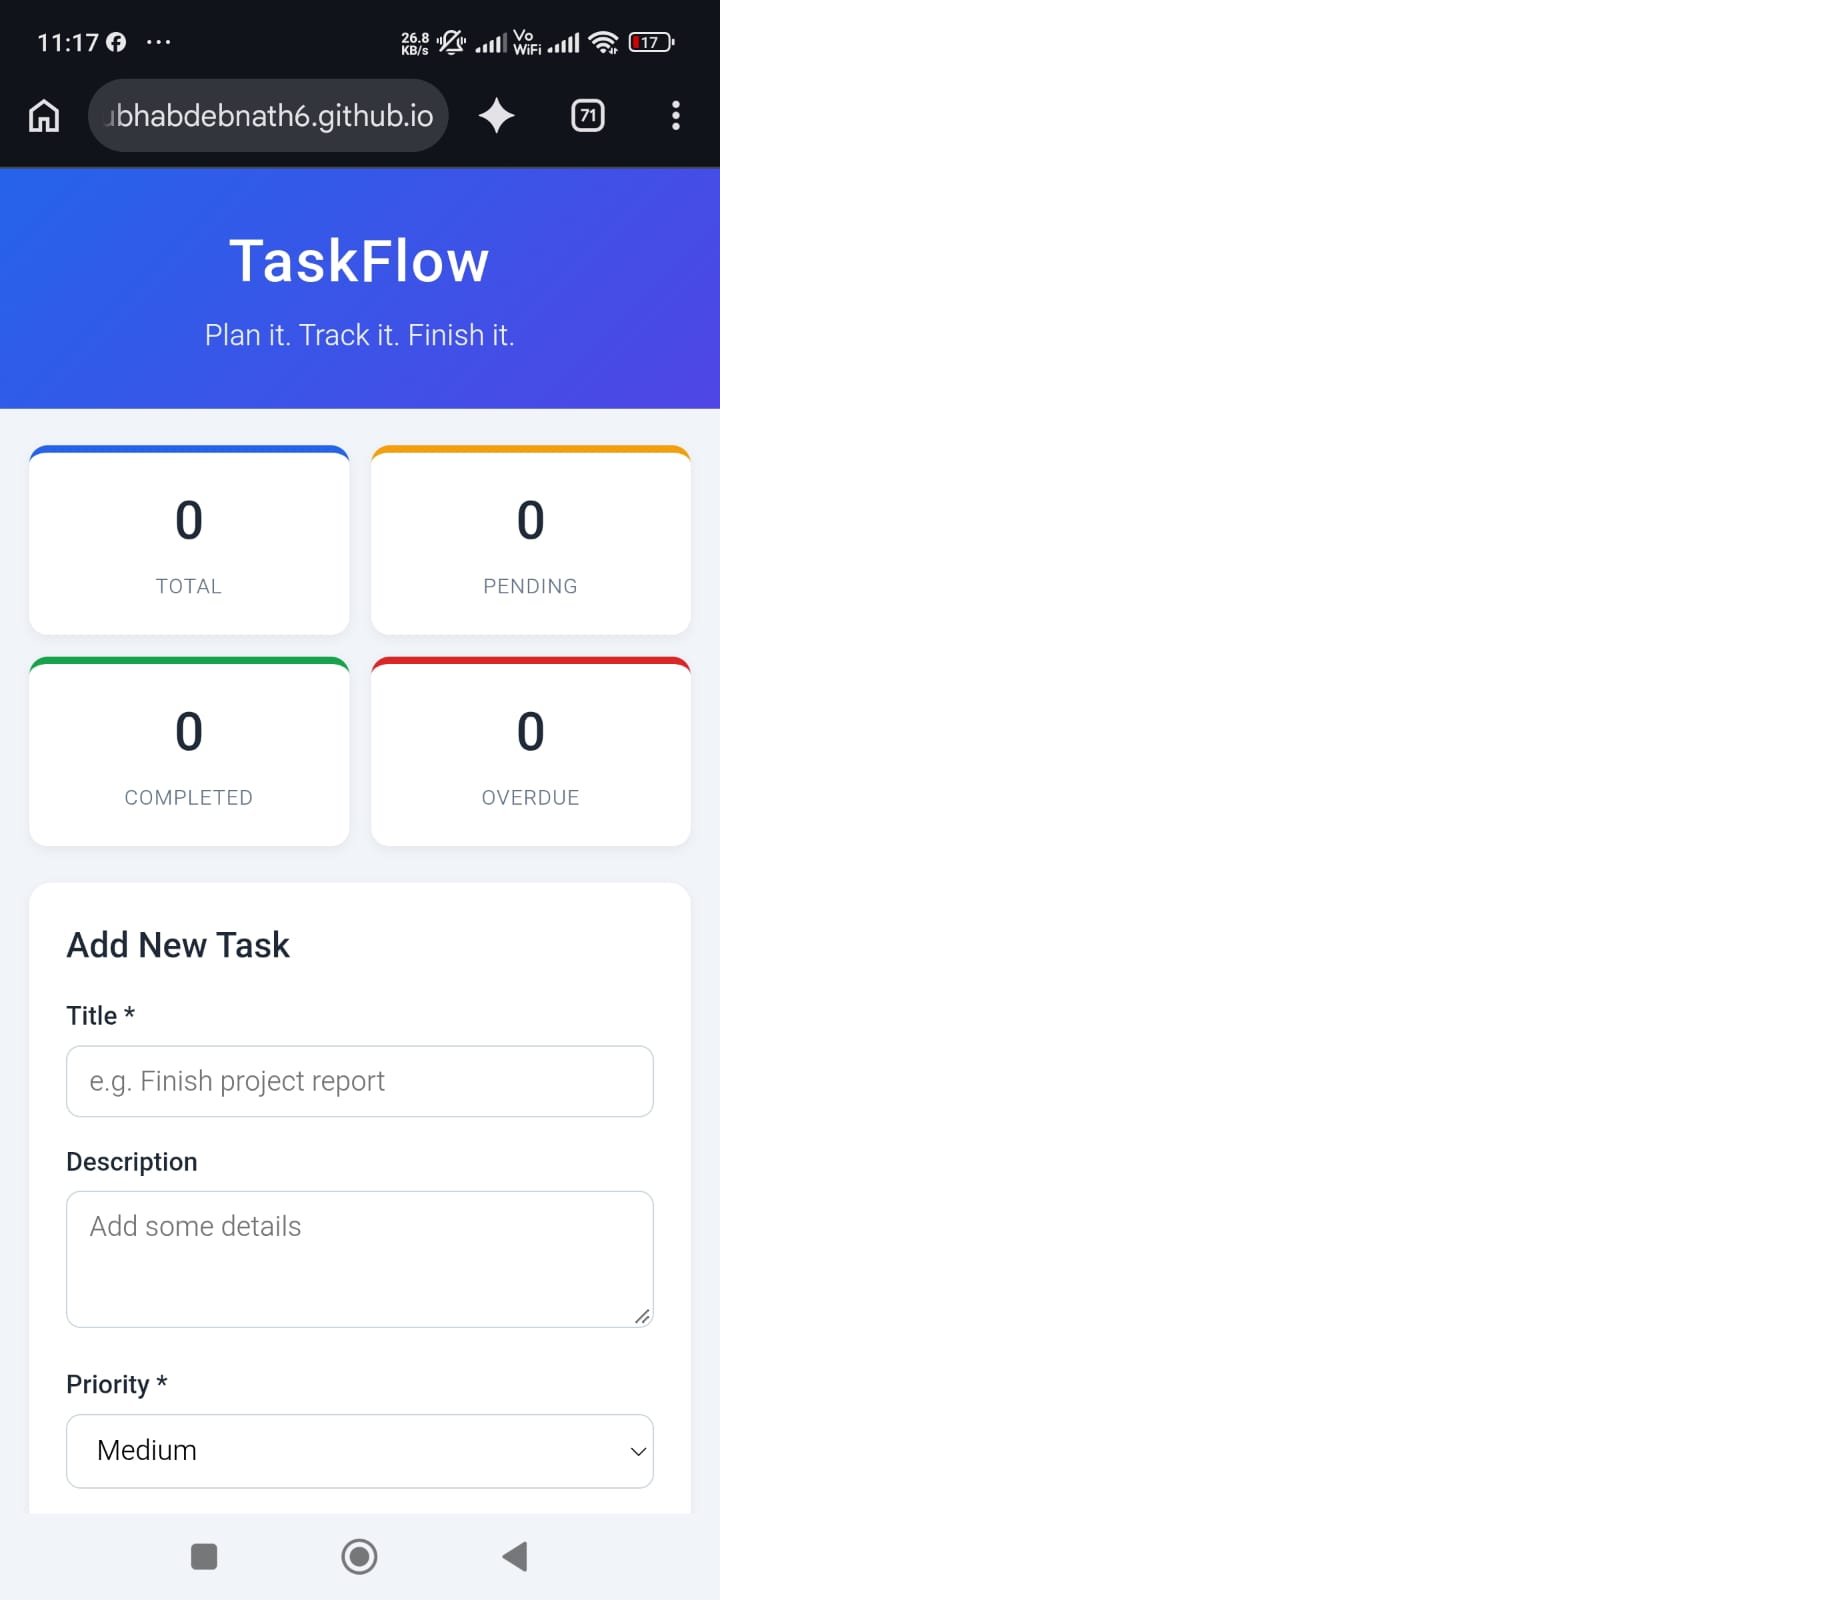 11:17
26.8
KB/s
Vo
WiFi
17
ubhabdebnath6.github.io
71
TaskFlow
Plan it. Track it. Finish it.
0
TOTAL
0
PENDING
0
COMPLETED
0
OVERDUE
Add New Task
Title *
e.g. Finish project report
Description
Add some details
Priority *
Medium